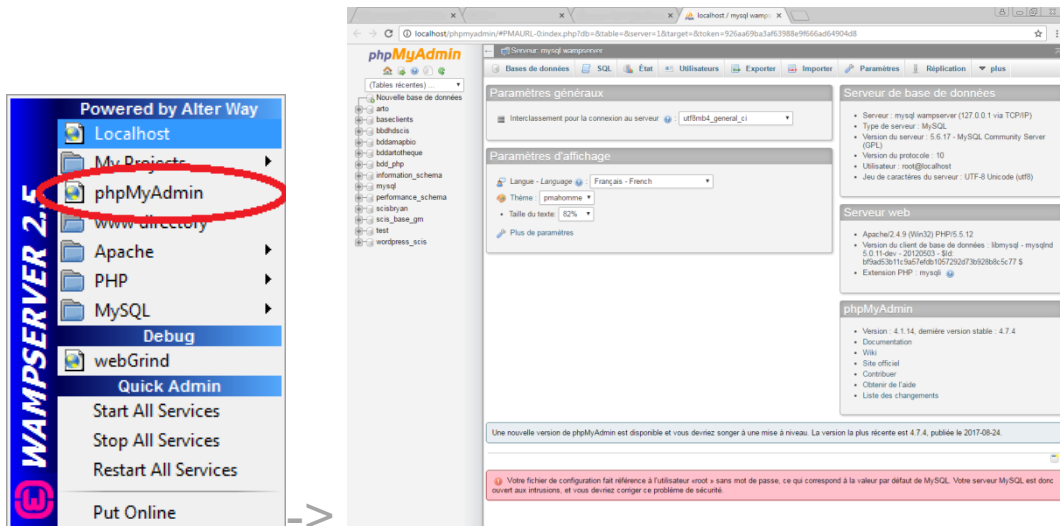 Powered by Alter Way
Localhost
My Projects
phpMyAdmin
www directory
Apache
PHP
MySQL
Debug
webGrind
Quick Admin
Start All Services
Stop All Services
Restart All Services
Put Online
WAMPSERVER 2.5
->
localhost / mysql wamps
localhost/phpmyadmin/#PMAURL-0:index.php?db=&table=&server=1&target=&token=926aa69ba3af63988e9f666ad64904d8
phpMyAdmin
(Tables récentes) ...
Nouvelle base de données
arto
baseclients
bbdhdscis
bddamapbio
bddartotheque
bdd_php
information_schema
mysql
performance_schema
scisbryan
scis_base_gm
test
wordpress_scis
Serveur: mysql wampserver
Bases de données SQL État Utilisateurs Exporter Importer Paramètres Réplication plus
Paramètres généraux
Interclassement pour la connexion au serveur : utf8mb4_general_ci
Paramètres d'affichage
Langue - Language : Français - French
Thème : pmahomme
Taille du texte: 82%
Plus de paramètres
Serveur de base de données
Serveur : mysql wampserver (127.0.0.1 via TCP/IP)
Type de serveur : MySQL
Version du serveur : 5.6.17 - MySQL Community Server
(GPL)
Version du protocole : 10
Utilisateur : root@localhost
Jeu de caractères du serveur : UTF-8 Unicode (utf8)
Serveur web
Apache/2.4.9 (Win32) PHP/5.5.12
Version du client de base de données : libmysql - mysqlnd
5.0.11-dev - 20120503 - $Id:
bf9ad53b11c9a57efdb1057292d73b928b8c5c77 $
Extension PHP : mysqli
phpMyAdmin
Version : 4.1.14, dernière version stable : 4.7.4
Documentation
Wiki
Site officiel
Contribuer
Obtenir de l'aide
Liste des changements
Une nouvelle version de phpMyAdmin est disponible et vous devriez songer à une mise à niveau. La version la plus récente est 4.7.4, publiée le 2017-08-24.
Votre fichier de configuration fait référence à l'utilisateur «root » sans mot de passe, ce qui correspond à la valeur par défaut de MySQL. Votre serveur MySQL est donc
ouvert aux intrusions, et vous devriez corriger ce problème de sécurité.